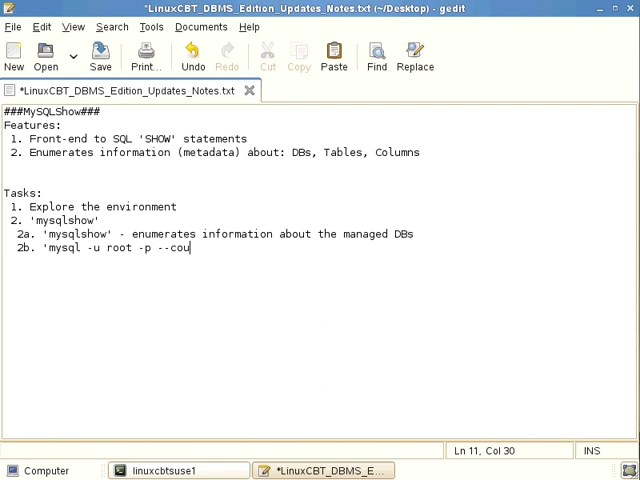 *LinuxCBT_DBMS_Edition_Updates_Notes.txt (~/Desktop) - gedit
File Edit View Search Tools Documents Help
New Open Save Print... Undo Redo Cut Copy Paste Find Replace
*LinuxCBT_DBMS_Edition_Updates_Notes.txt
###MySQLShow###
Features:
1. Front-end to SQL 'SHOW' statements
2. Enumerates information (metadata) about: DBs, Tables, Columns
Tasks:
1. Explore the environment
2. 'mysqlshow'
2a. 'mysqlshow' - enumerates information about the managed DBs
2b. 'mysql -u root -p --cou
Ln 11, Col 30 INS
Computer linuxcbtsuse1 *LinuxCBT_DBMS_E...